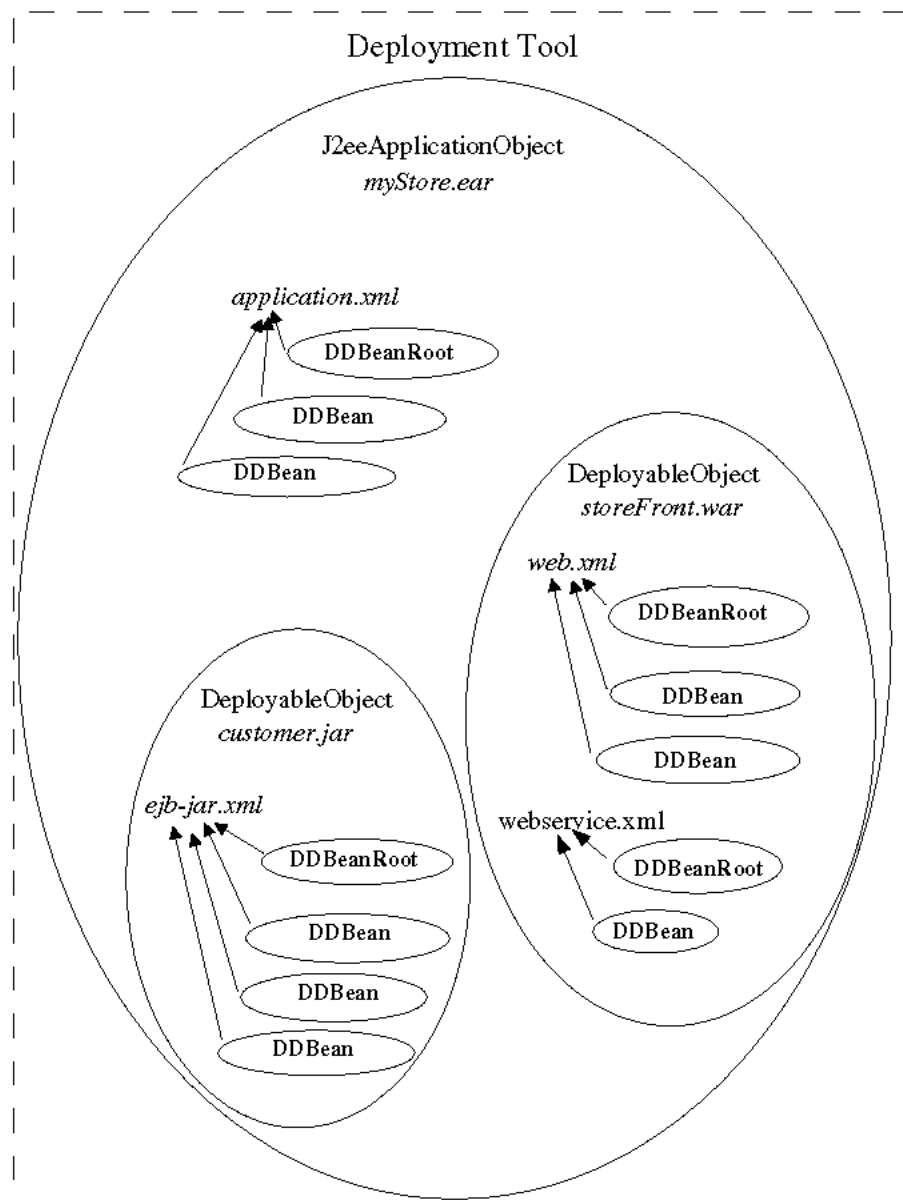 Deployment Tool
J2eeApplicationObject
myStore.ear
application.xml
DDBeanRoot
DDBean
DDBean
DeployableObject
storeFront.war
web.xml
DDBeanRoot
DDBean
DDBean
webservice.xml
DDBeanRoot
DDBean
DeployableObject
customer.jar
ejb-jar.xml
DDBeanRoot
DDBean
DDBean
DDBean